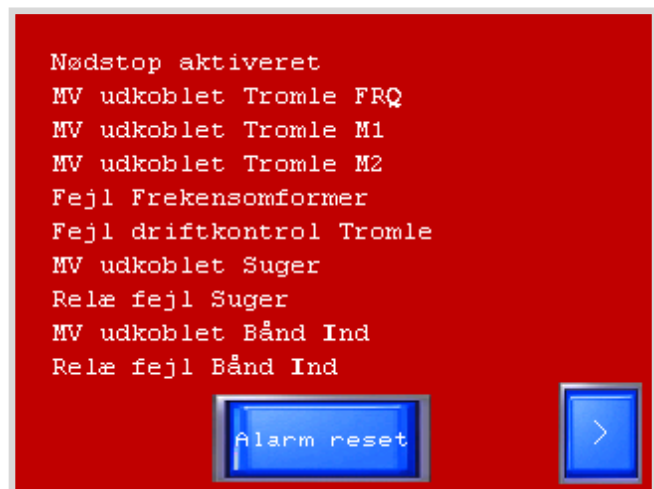 Nødstop aktiveret
MV udkoblet Tromle FRQ
MV udkoblet Tromle M1
MV udkoblet Tromle M2
Fejl Frekensomformer
Fejl driftkontrol Tromle
MV udkoblet Suger
Relæ fejl Suger
MV udkoblet Bånd Ind
Relæ fejl Bånd Ind
Alarm reset
>